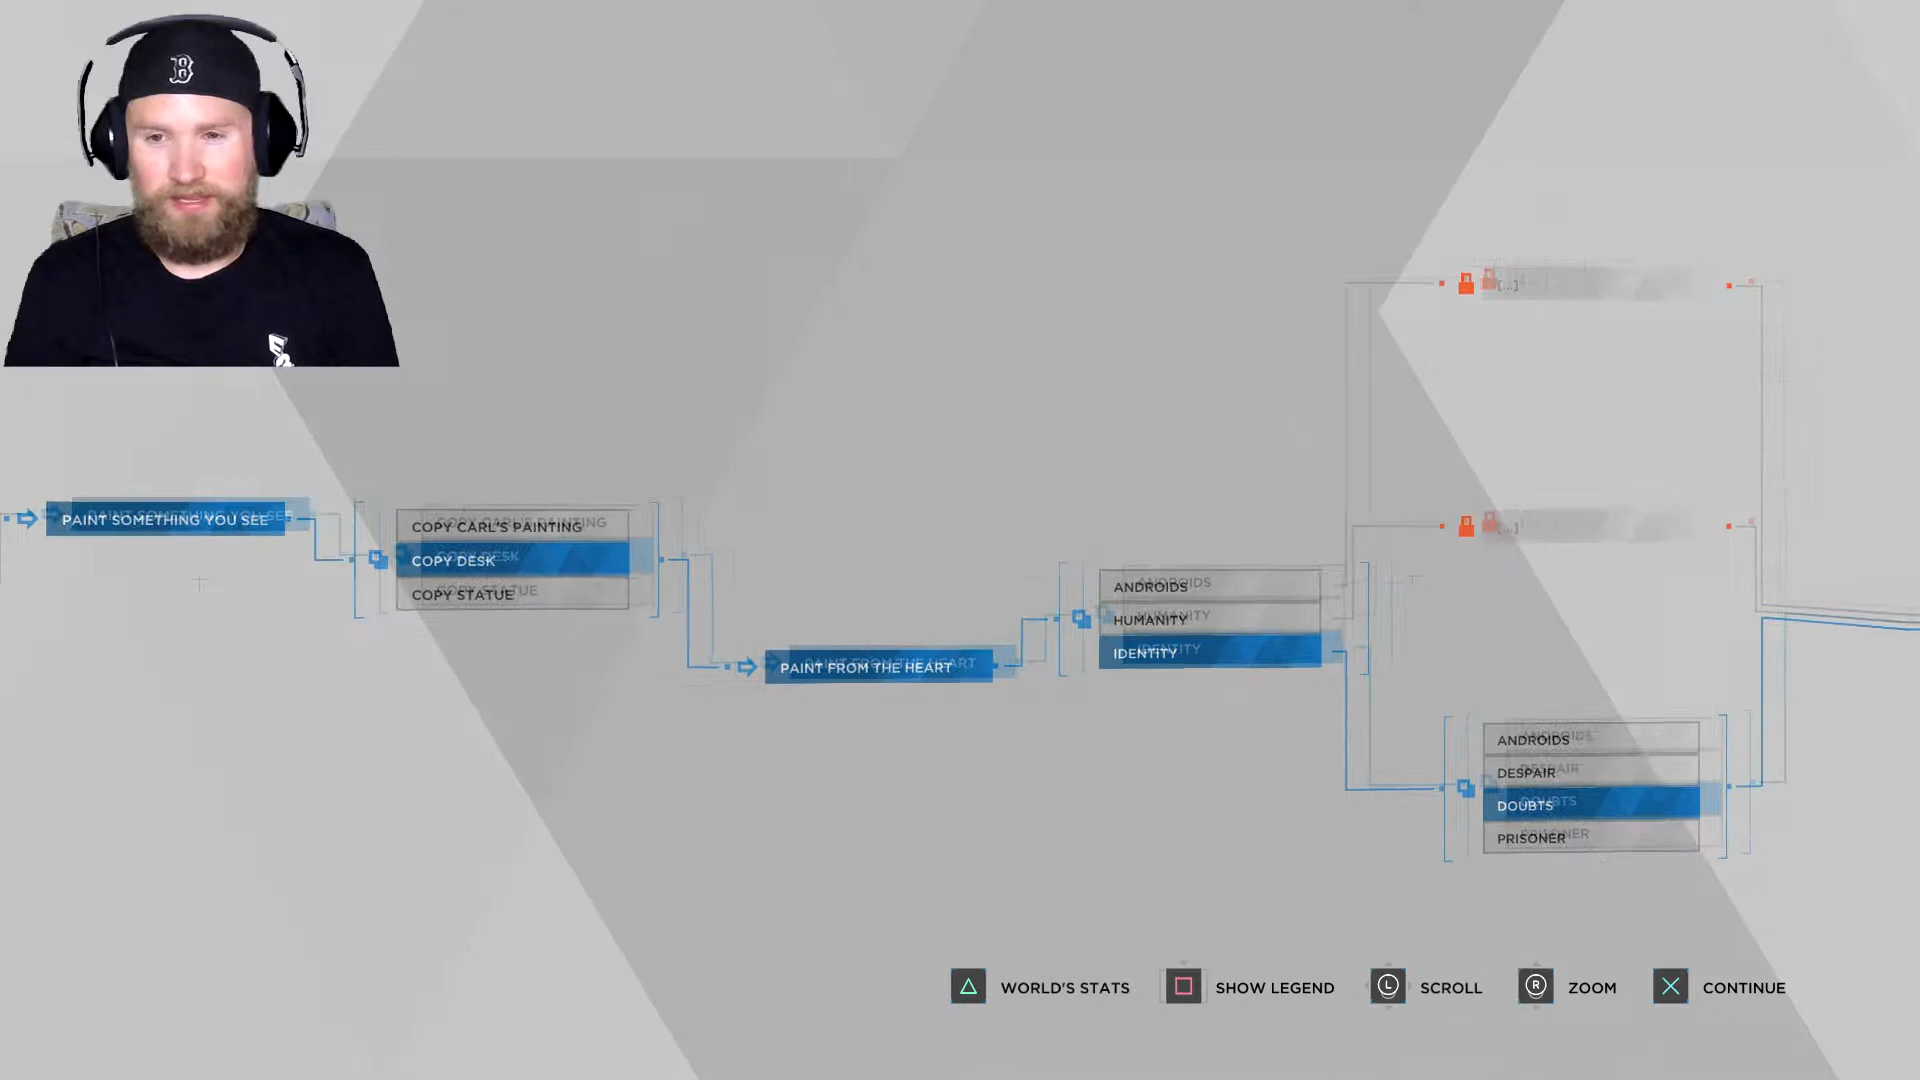 B
[...]
[...]
PAINT SOMETHING YOU SEE
COPY CARL'S PAINTING
COPY DESK
COPY STATUE
PAINT FROM THE HEART
ANDROIDS
HUMANITY
IDENTITY
ANDROIDS
DESPAIR
DOUBTS
PRISONER
WORLD'S STATS
SHOW LEGEND
L SCROLL
R ZOOM
CONTINUE